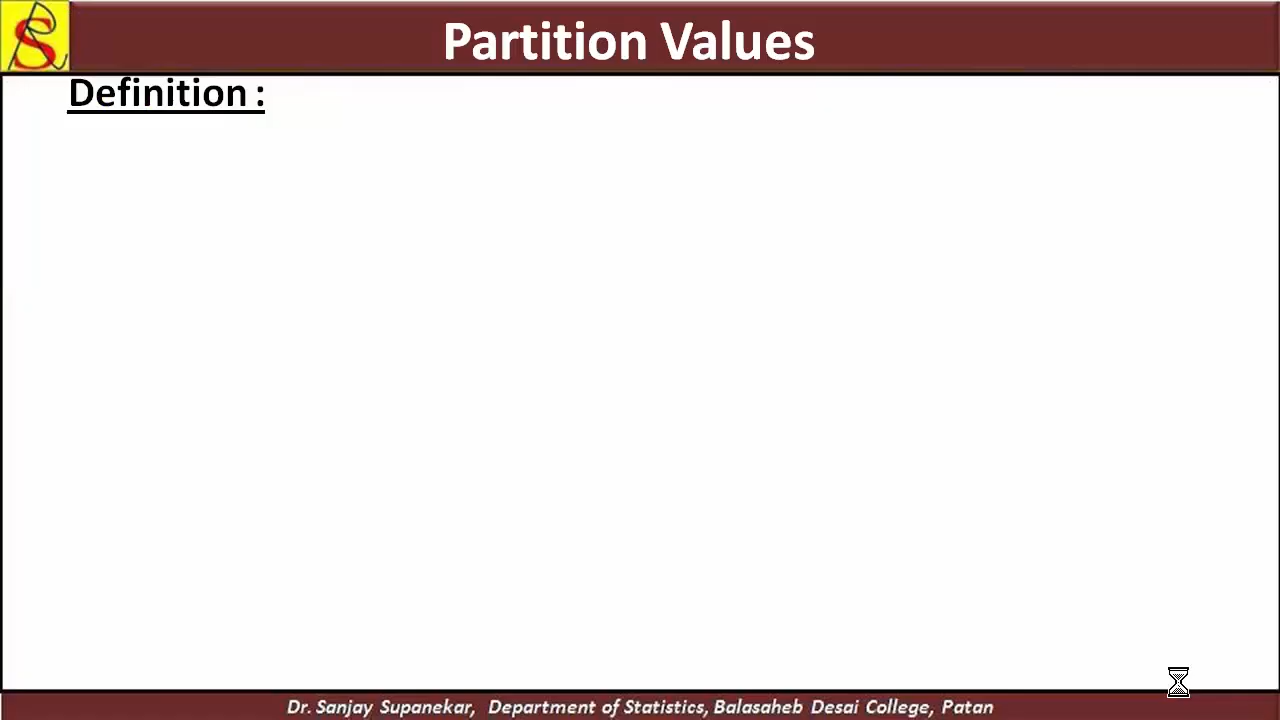 Partition Values
Definition :
Dr. Sanjay Supanekar, Department of Statistics, Balasaheb Desai College, Patan